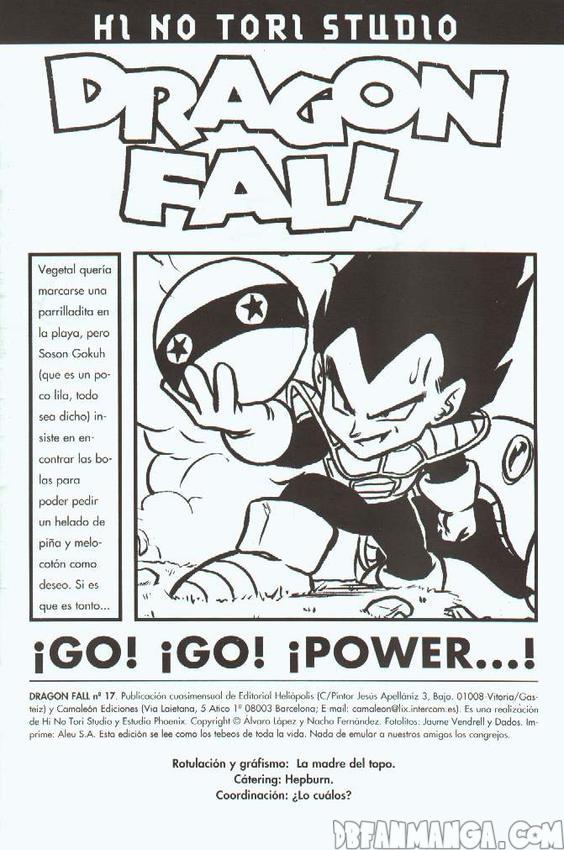 HI NO TORI STUDIO
DRAGON
FALL
Vegetal quería
marcarse una
parrilladita en
la playa, pero
Soson Gakuh
(que es un po-
co lila, todo
sea dicho) in-
siste en en-
contrar las bo-
las para
poder pedir
un helado de
piña y melo-
cotón como
deseo. Si es
que es tonto...
¡GO! ¡GO! ¡POWER...!
DRAGON FALL nº 17. Publicación cuasimensual de Editorial Heliópolis (C/Pintor Jesús Apellániz 3, Bajo. 01008 Vitoria/Gas-
teiz) y Camaleón Ediciones (Via Laietana, 5 Atico 1º 08003 Barcelona; E mail: camaleon@lix.intercom.es). Es una realización
de Hi No Tori Studio y Estudio Phoenix. Copyright © Álvaro López y Nacho Fernández. Fotolitos: Jaume Vendrell y Dados. Im-
prime: Aleu S.A. Esta edición se lee como los tebeos de toda la vida. Nada de emular a nuestros amigos los cangrejos.
Rotulación y gráfismo: La madre del topo.
Cátering: Hepburn.
Coordinación: ¿Lo cuálos?
DBFANMANGA.COM